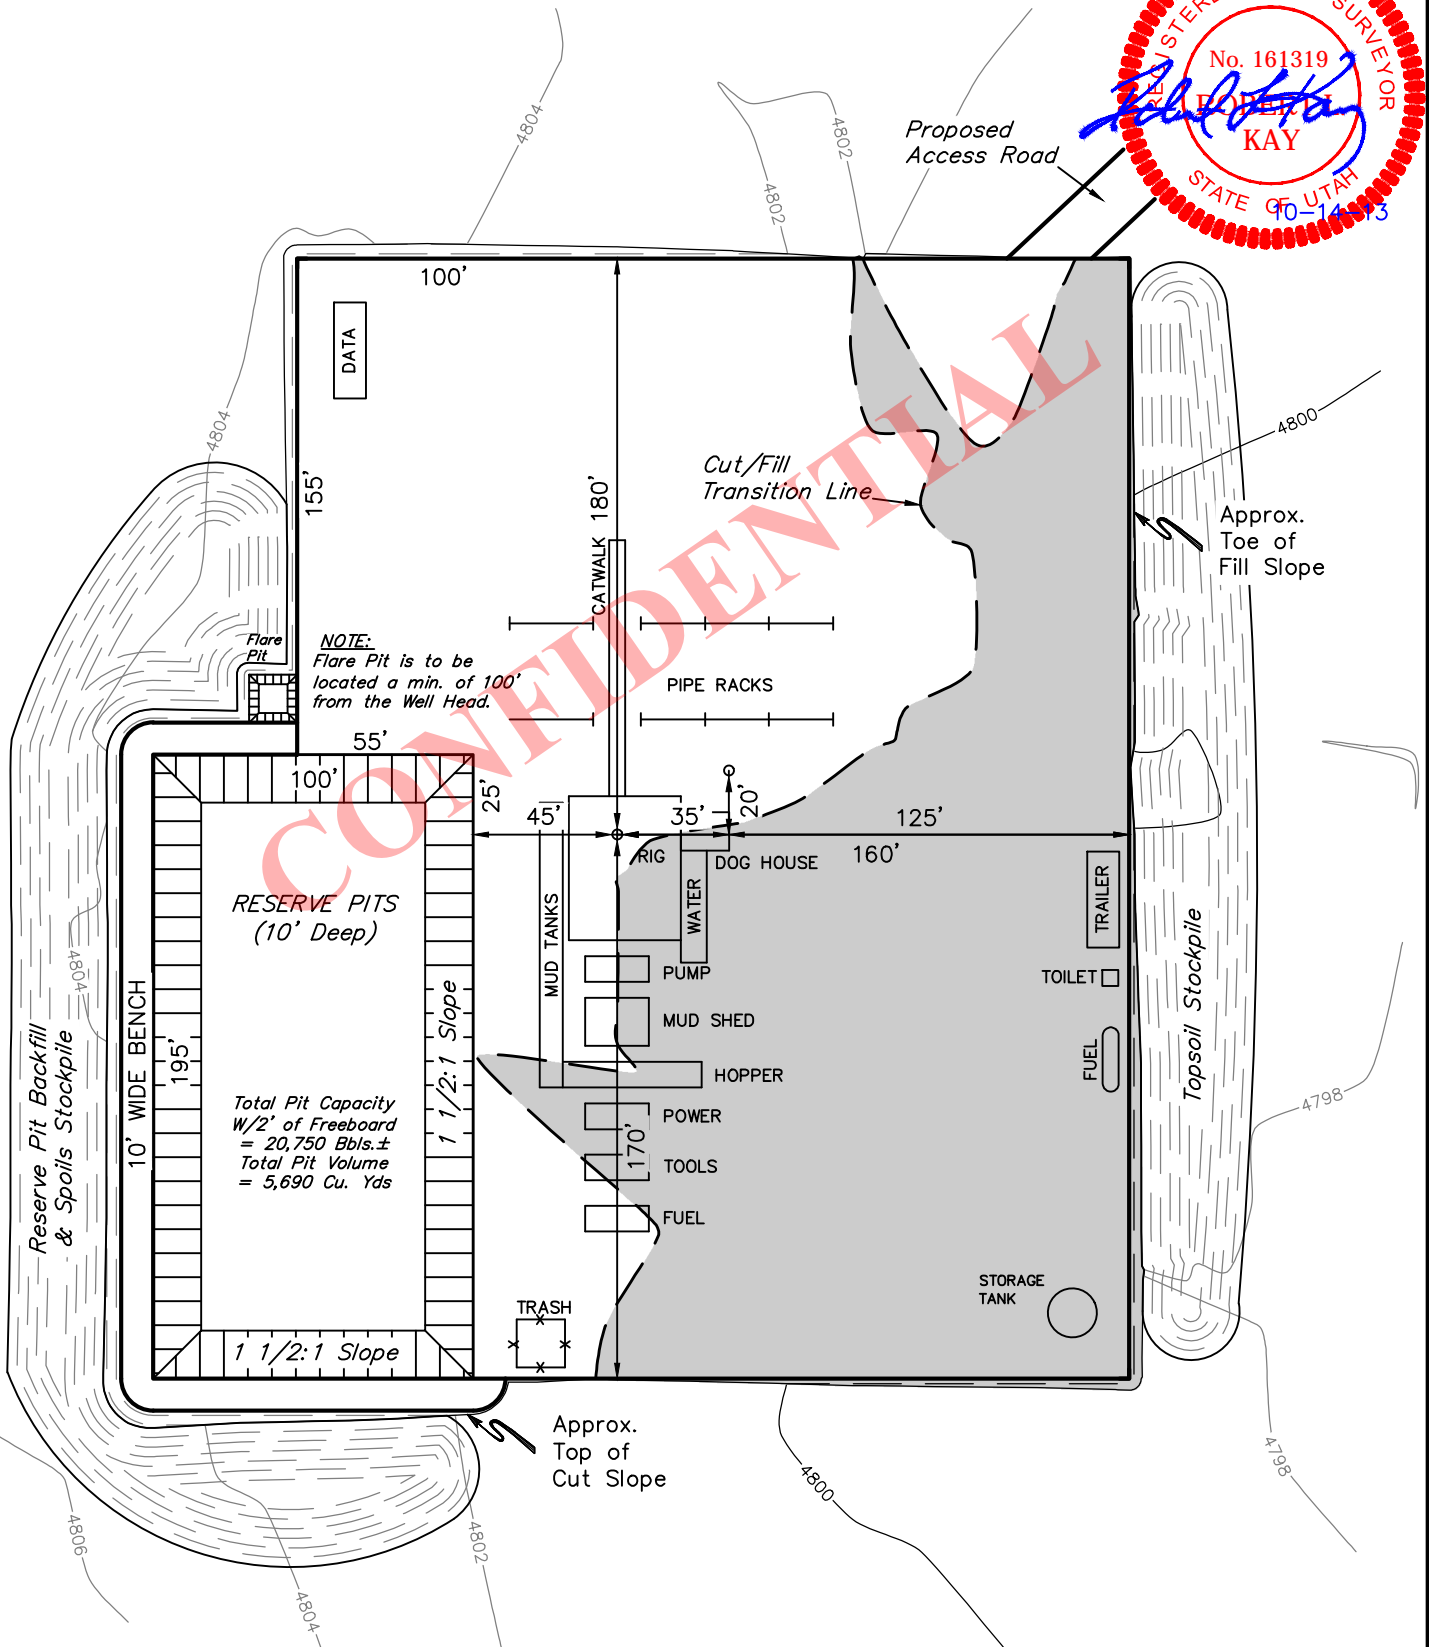 REGISTERED
SURVEYOR
No. 161319
ROBERT L.
KAY
STATE OF UTAH
10-14-13
4804
4802
4802
Proposed
Access Road
100'
DATA
4804
155'
180'
Cut/Fill
Transition Line
4800
Approx.
Toe of
Fill Slope
CATWALK
CONFIDENTIAL
Flare
Pit
NOTE:
Flare Pit is to be
located a min. of 100'
from the Well Head.
PIPE RACKS
55'
100'
25'
45'
35'
20'
125'
160'
RIG
DOG HOUSE
RESERVE PITS
(10' Deep)
MUD TANKS
WATER
TRAILER
4804
PUMP
TOILET
Topsoil Stockpile
10' WIDE BENCH
195'
1 1/2:1 Slope
MUD SHED
FUEL
Reserve Pit Backfill
& Spoils Stockpile
HOPPER
4798
Total Pit Capacity
W/2' of Freeboard
= 20,750 Bbls.±
Total Pit Volume
= 5,690 Cu. Yds
POWER
170'
TOOLS
FUEL
STORAGE
TANK
TRASH
1 1/2:1 Slope
Approx.
Top of
Cut Slope
4798
4800
4806
4802
4804